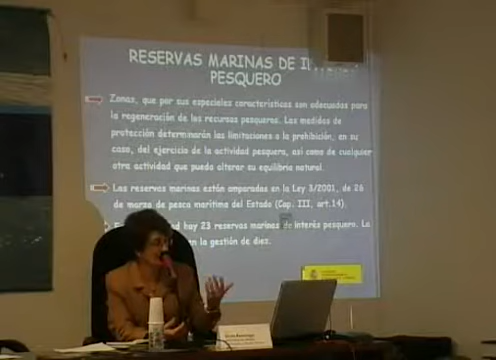 RESERVAS MARINAS DE
PESQUERO
Zonas, que por sus especiales características son adecuadas para
la regeneración de los recursos pesqueros. Las medidas de
protección determinarán las limitaciones o la prohibición, en su
caso, del ejercicio de la actividad pesquera, así como de cualquier
otra actividad que pueda alterar su equilibrio natural.
Las reservas marinas están amparadas en la Ley 3/2001, de 26
de marzo de pesca marítima del Estado (Cap. III, art.14).
hay 23 reservas marinas de interés pesquero. La
en la gestión de diez.